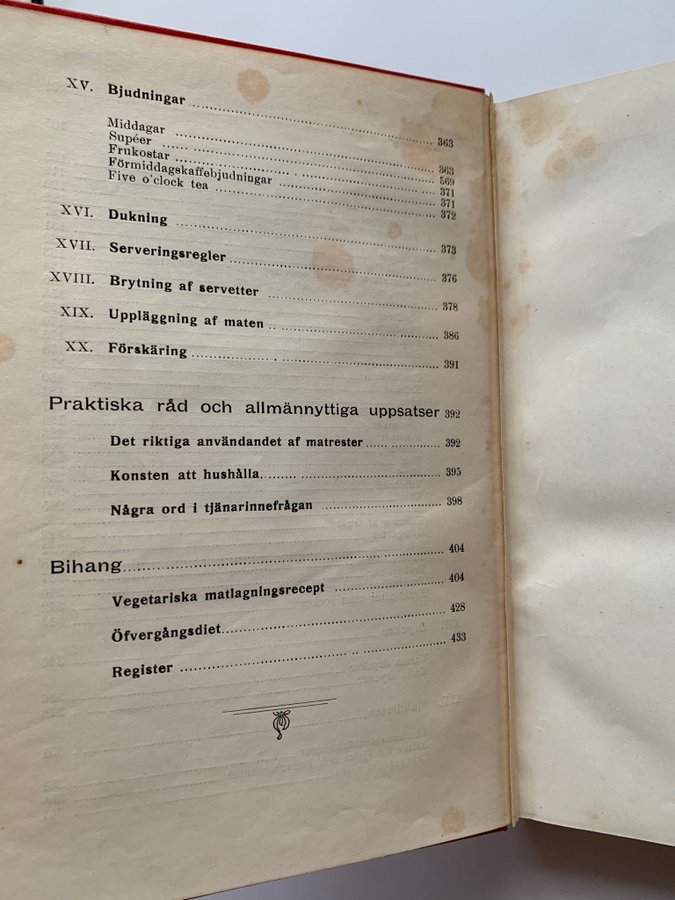 XV. Bjudningar 363
Middagar 363
Supéer 369
Frukostar 371
Förmiddagskaffebjudningar 371
Five o'clock tea 372
XVI. Dukning 373
XVII. Serveringsregler 376
XVIII. Brytning af servetter 378
XIX. Uppläggning af maten 386
XX. Förskäring 391
Praktiska råd och allmännyttiga uppsatser 392
Det riktiga användandet af matrester 392
Konsten att hushålla 395
Några ord i tjänarinnefrågan 398
Bihang 404
Vegetariska matlagningsrecept 404
Öfvergångsdiet 428
Register 433